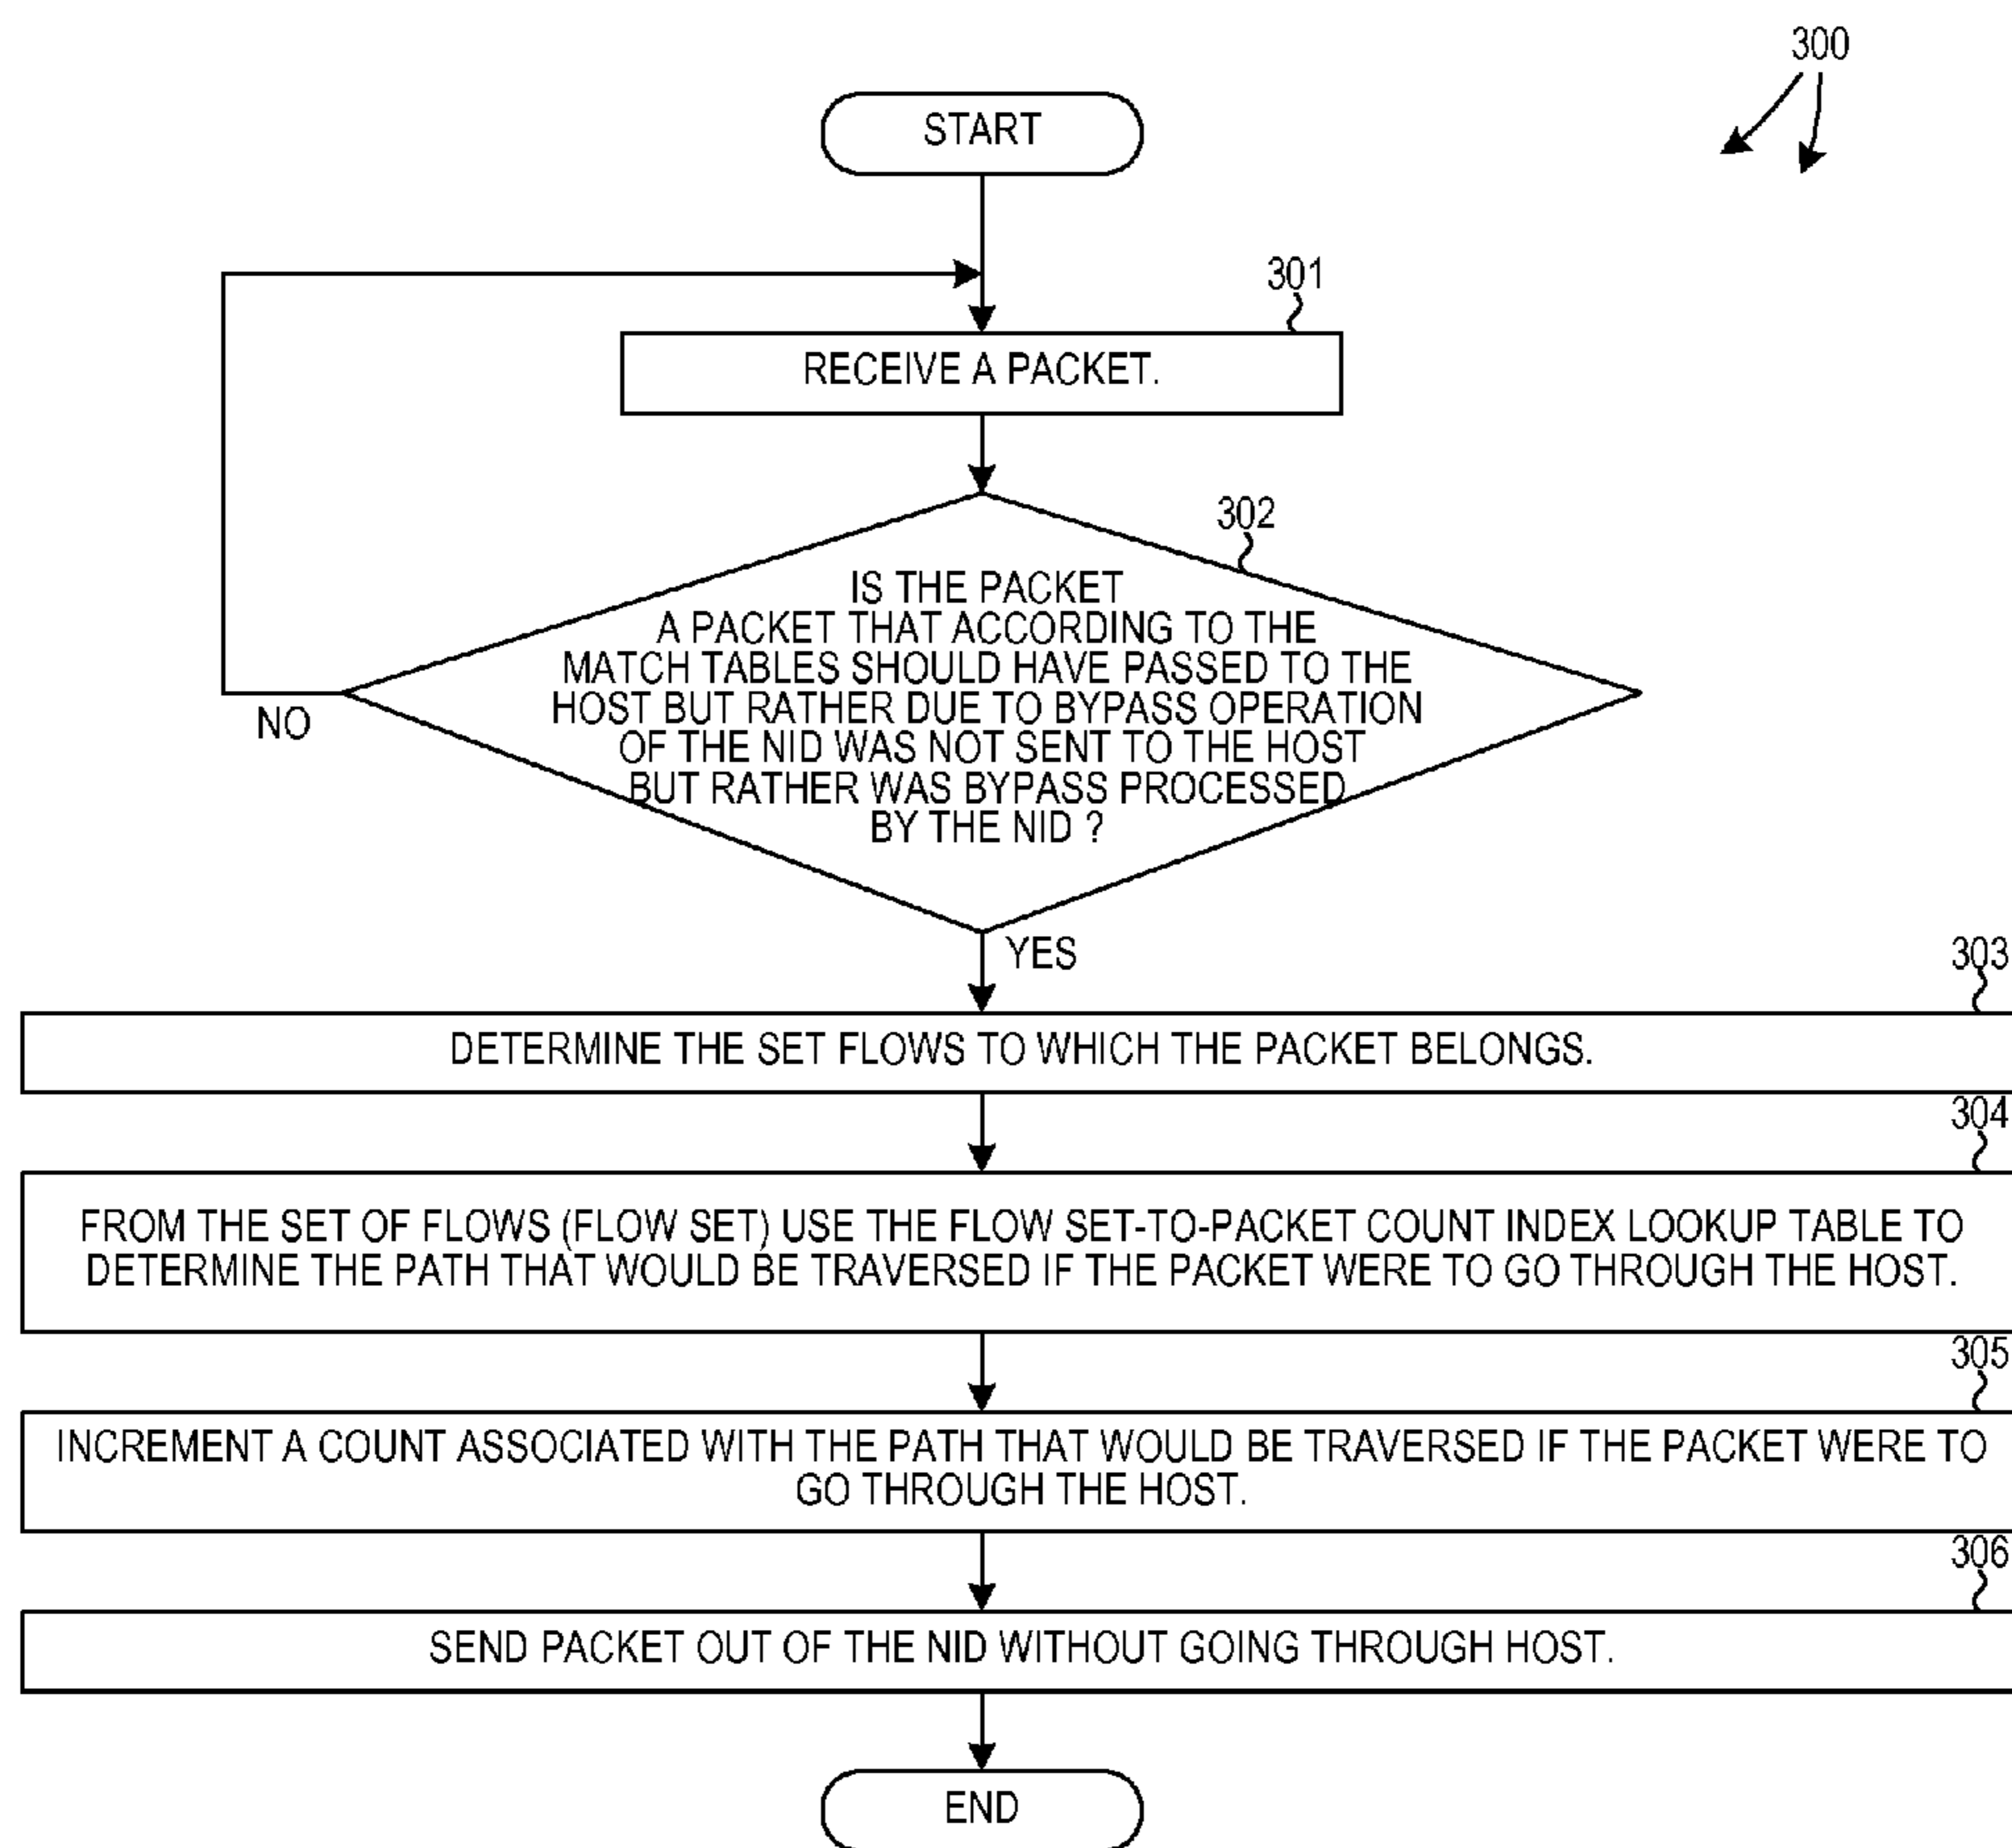 300
START
301
RECEIVE A PACKET.
302
IS THE PACKET
A PACKET THAT ACCORDING TO THE
MATCH TABLES SHOULD HAVE PASSED TO THE
HOST BUT RATHER DUE TO BYPASS OPERATION
OF THE NID WAS NOT SENT TO THE HOST
BUT RATHER WAS BYPASS PROCESSED
BY THE NID ?
NO
YES
303
DETERMINE THE SET FLOWS TO WHICH THE PACKET BELONGS.
304
FROM THE SET OF FLOWS (FLOW SET) USE THE FLOW SET-TO-PACKET COUNT INDEX LOOKUP TABLE TO
DETERMINE THE PATH THAT WOULD BE TRAVERSED IF THE PACKET WERE TO GO THROUGH THE HOST.
305
INCREMENT A COUNT ASSOCIATED WITH THE PATH THAT WOULD BE TRAVERSED IF THE PACKET WERE TO
GO THROUGH THE HOST.
306
SEND PACKET OUT OF THE NID WITHOUT GOING THROUGH HOST.
END